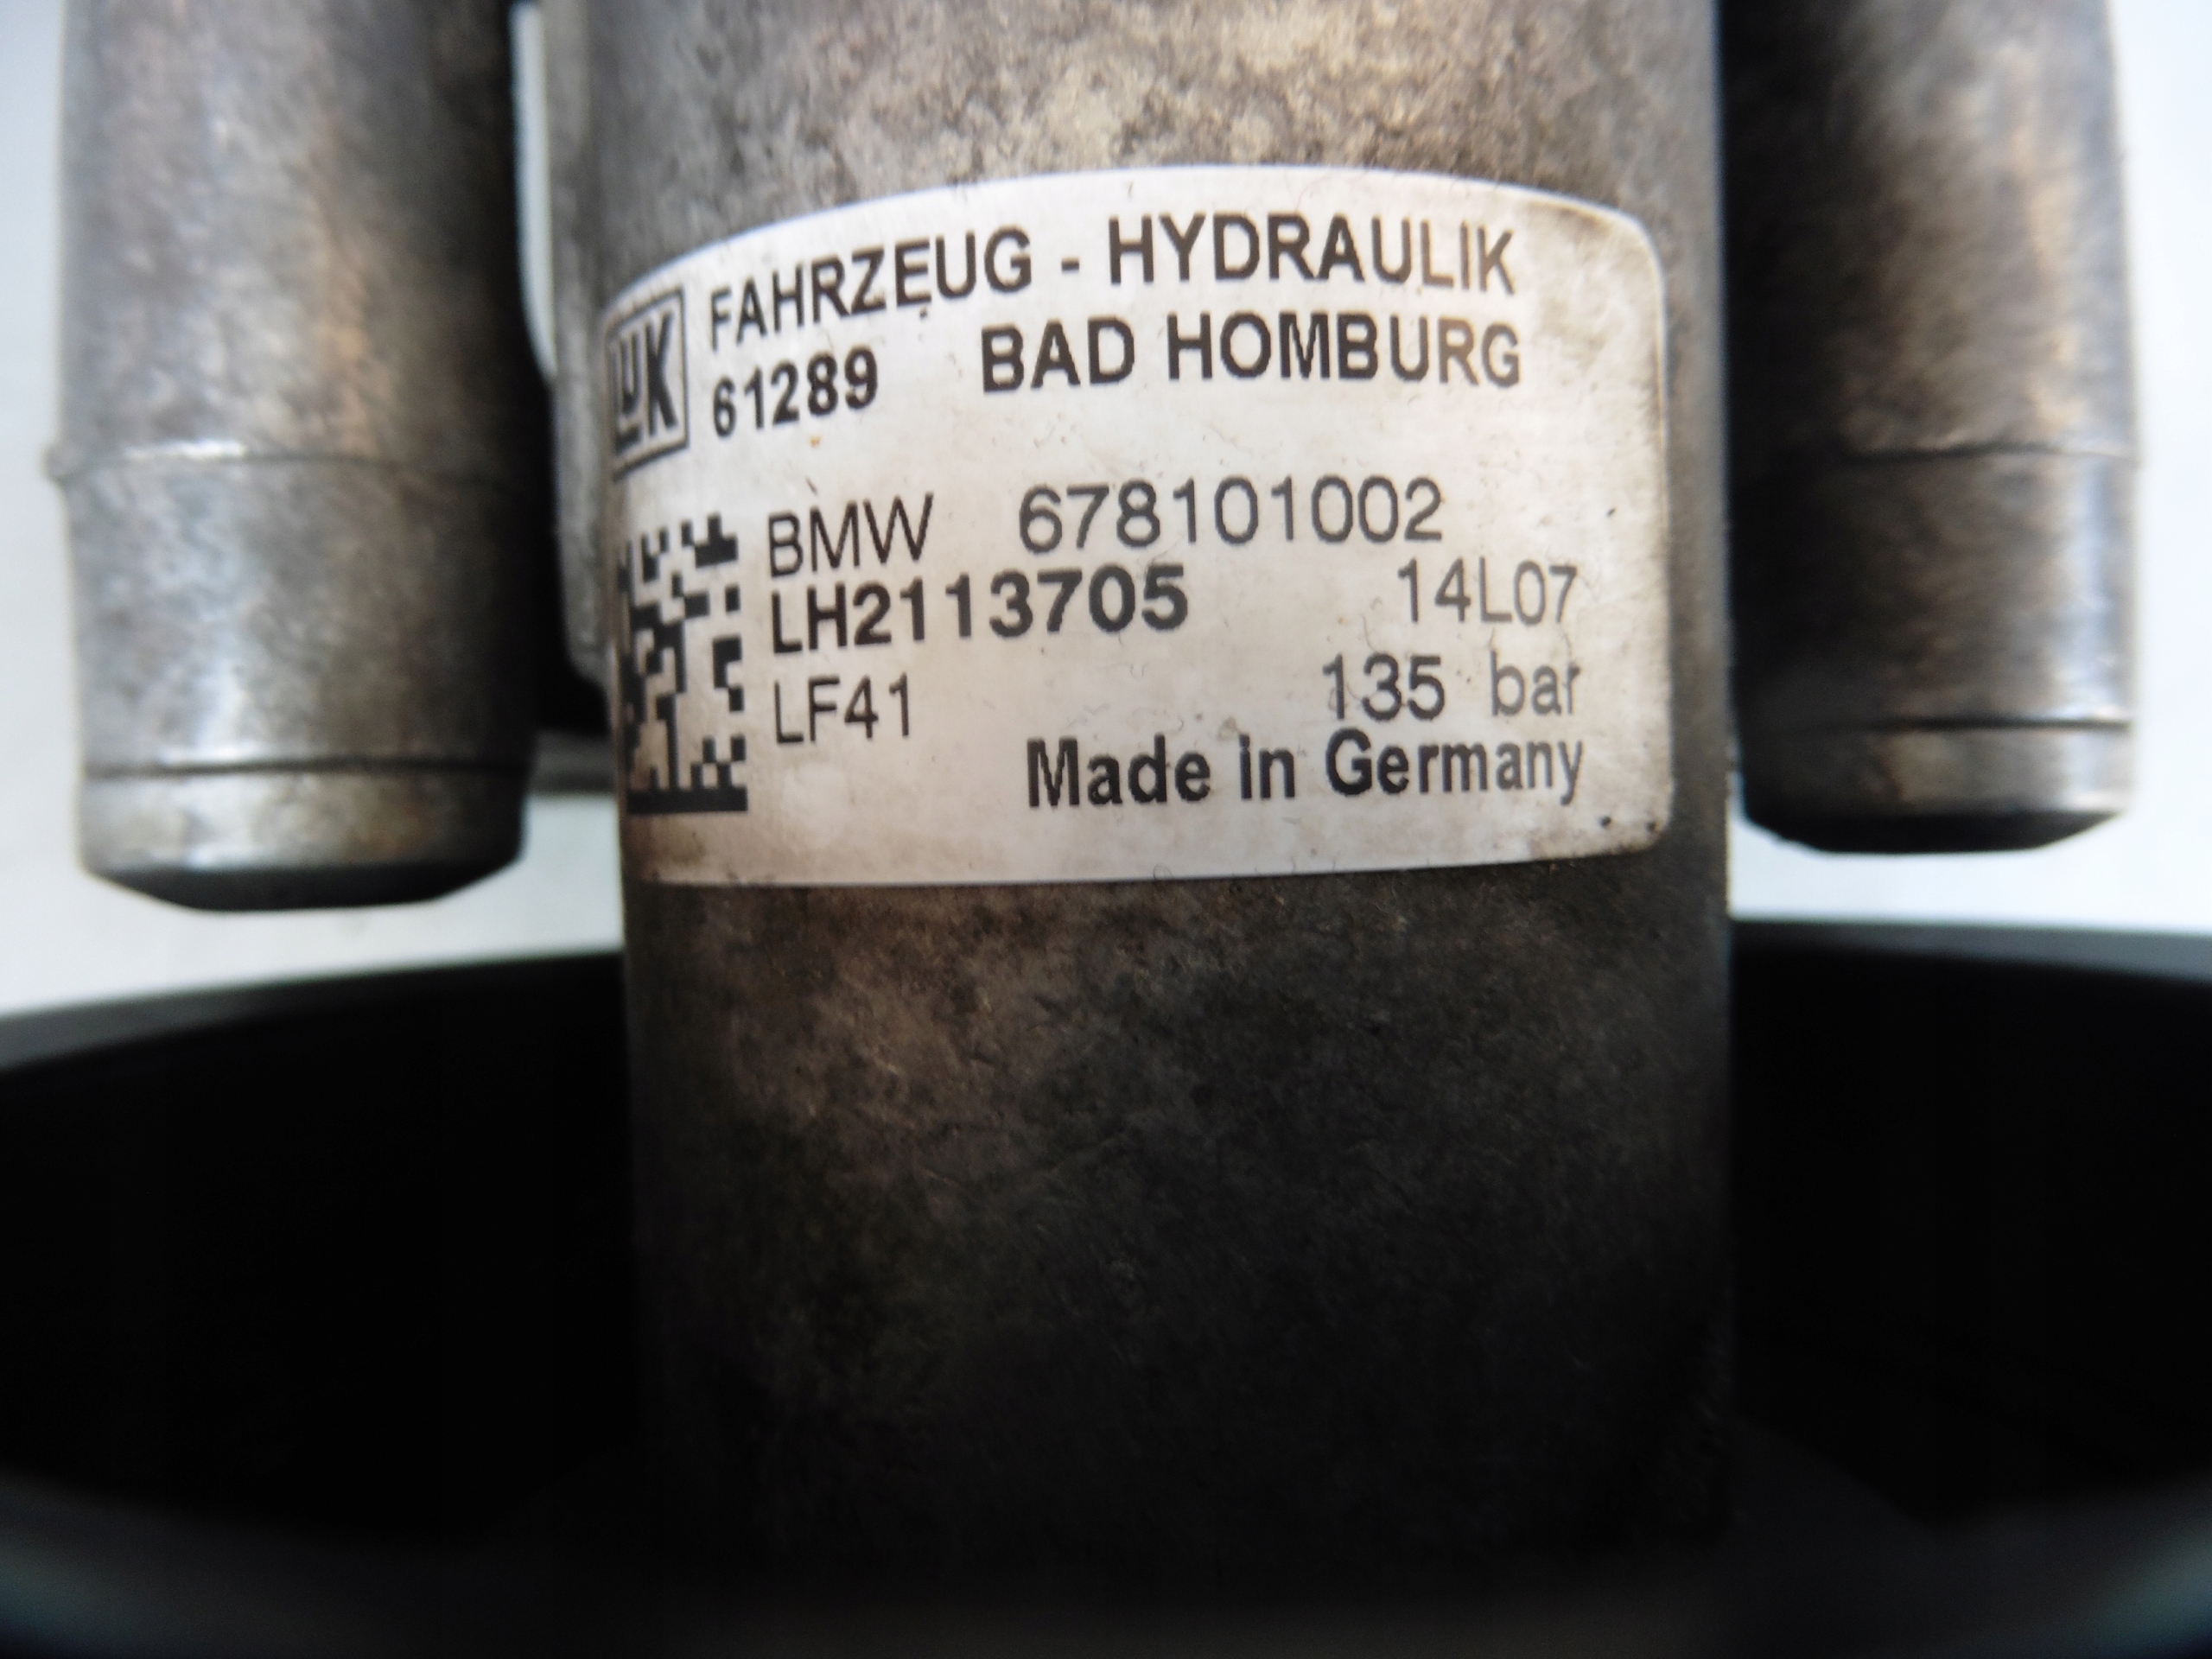 LuK FAHRZEUG - HYDRAULIK
61289 BAD HOMBURG
BMW 678101002
LH2113705 14L07
LF41 135 bar
Made in Germany